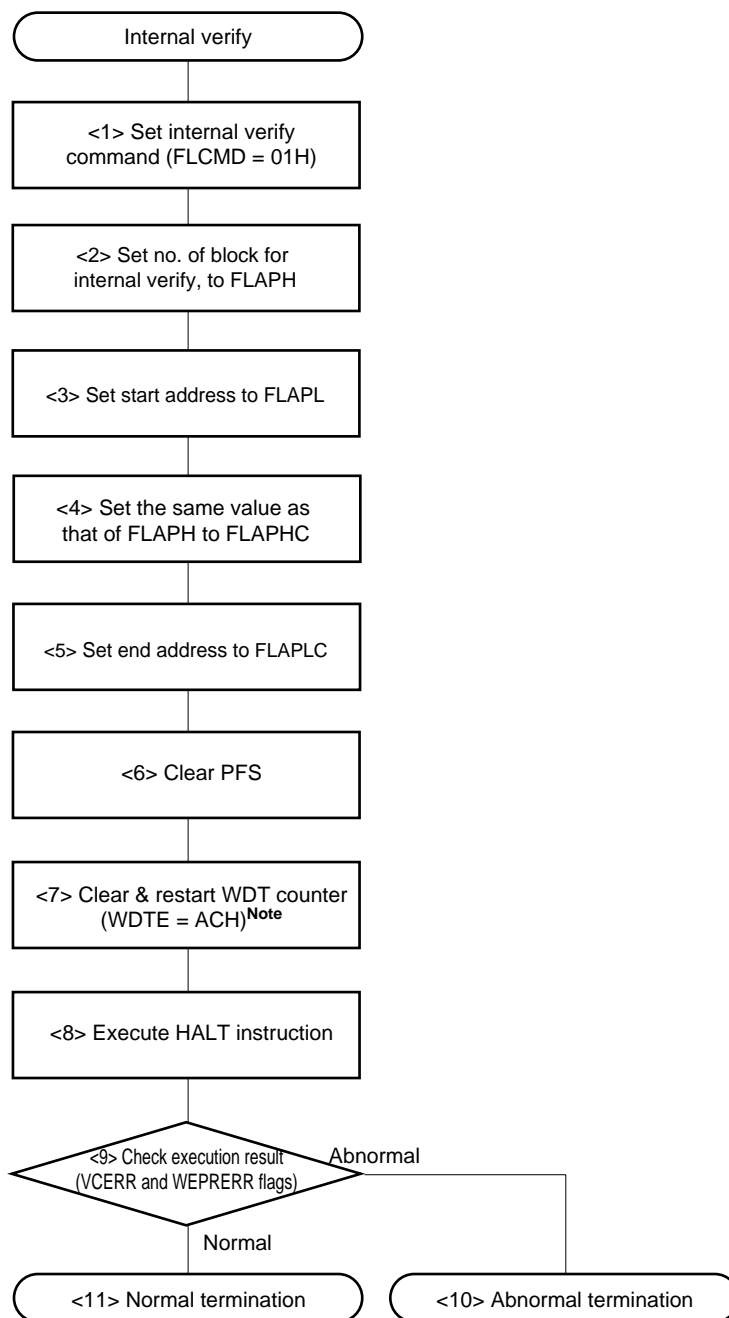 Internal verify
<1> Set internal verify
command (FLCMD = 01H)
<2> Set no. of block for
internal verify, to FLAPH
<3> Set start address to FLAPL
<4> Set the same value as
that of FLAPH to FLAPHC
<5> Set end address to FLAPLC
<6> Clear PFS
<7> Clear & restart WDT counter
(WDTE = ACH)Note
<8> Execute HALT instruction
<9> Check execution result
(VCERR and WEPRERR flags)
Abnormal
Normal
<11> Normal termination
<10> Abnormal termination